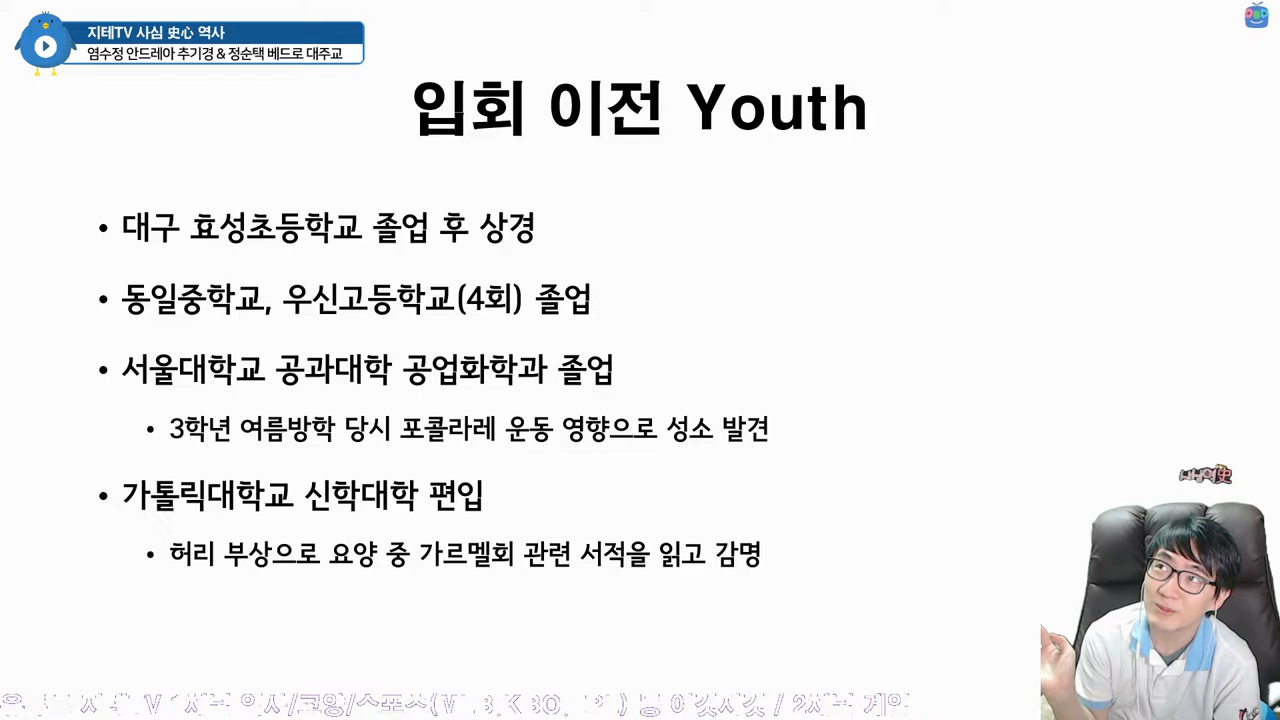 지테TV 사심 史心 역사
염수정 안드레아 추기경 & 정순택 베드로 대주교
입회 이전 Youth
• 대구 효성초등학교 졸업 후 상경
• 동일중학교, 우신고등학교(4회) 졸업
• 서울대학교 공과대학 공업화학과 졸업
• 3학년 여름방학 당시 포콜라레 운동 영향으로 성소 발견
• 가톨릭대학교 신학대학 편입
• 허리 부상으로 요양 중 가르멜회 관련 서적을 읽고 감명